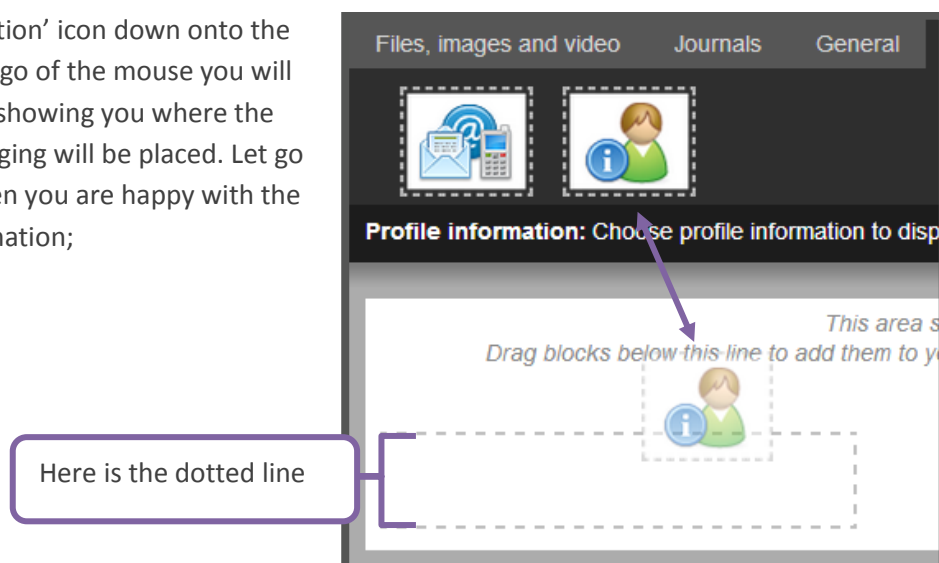 tion’ icon down onto the
go of the mouse you will
showing you where the
ging will be placed. Let go
en you are happy with the
nation;
Files, images and video Journals General
Profile information: Choose profile information to disp
This area s
Drag blocks below this line to add them to y
Here is the dotted line